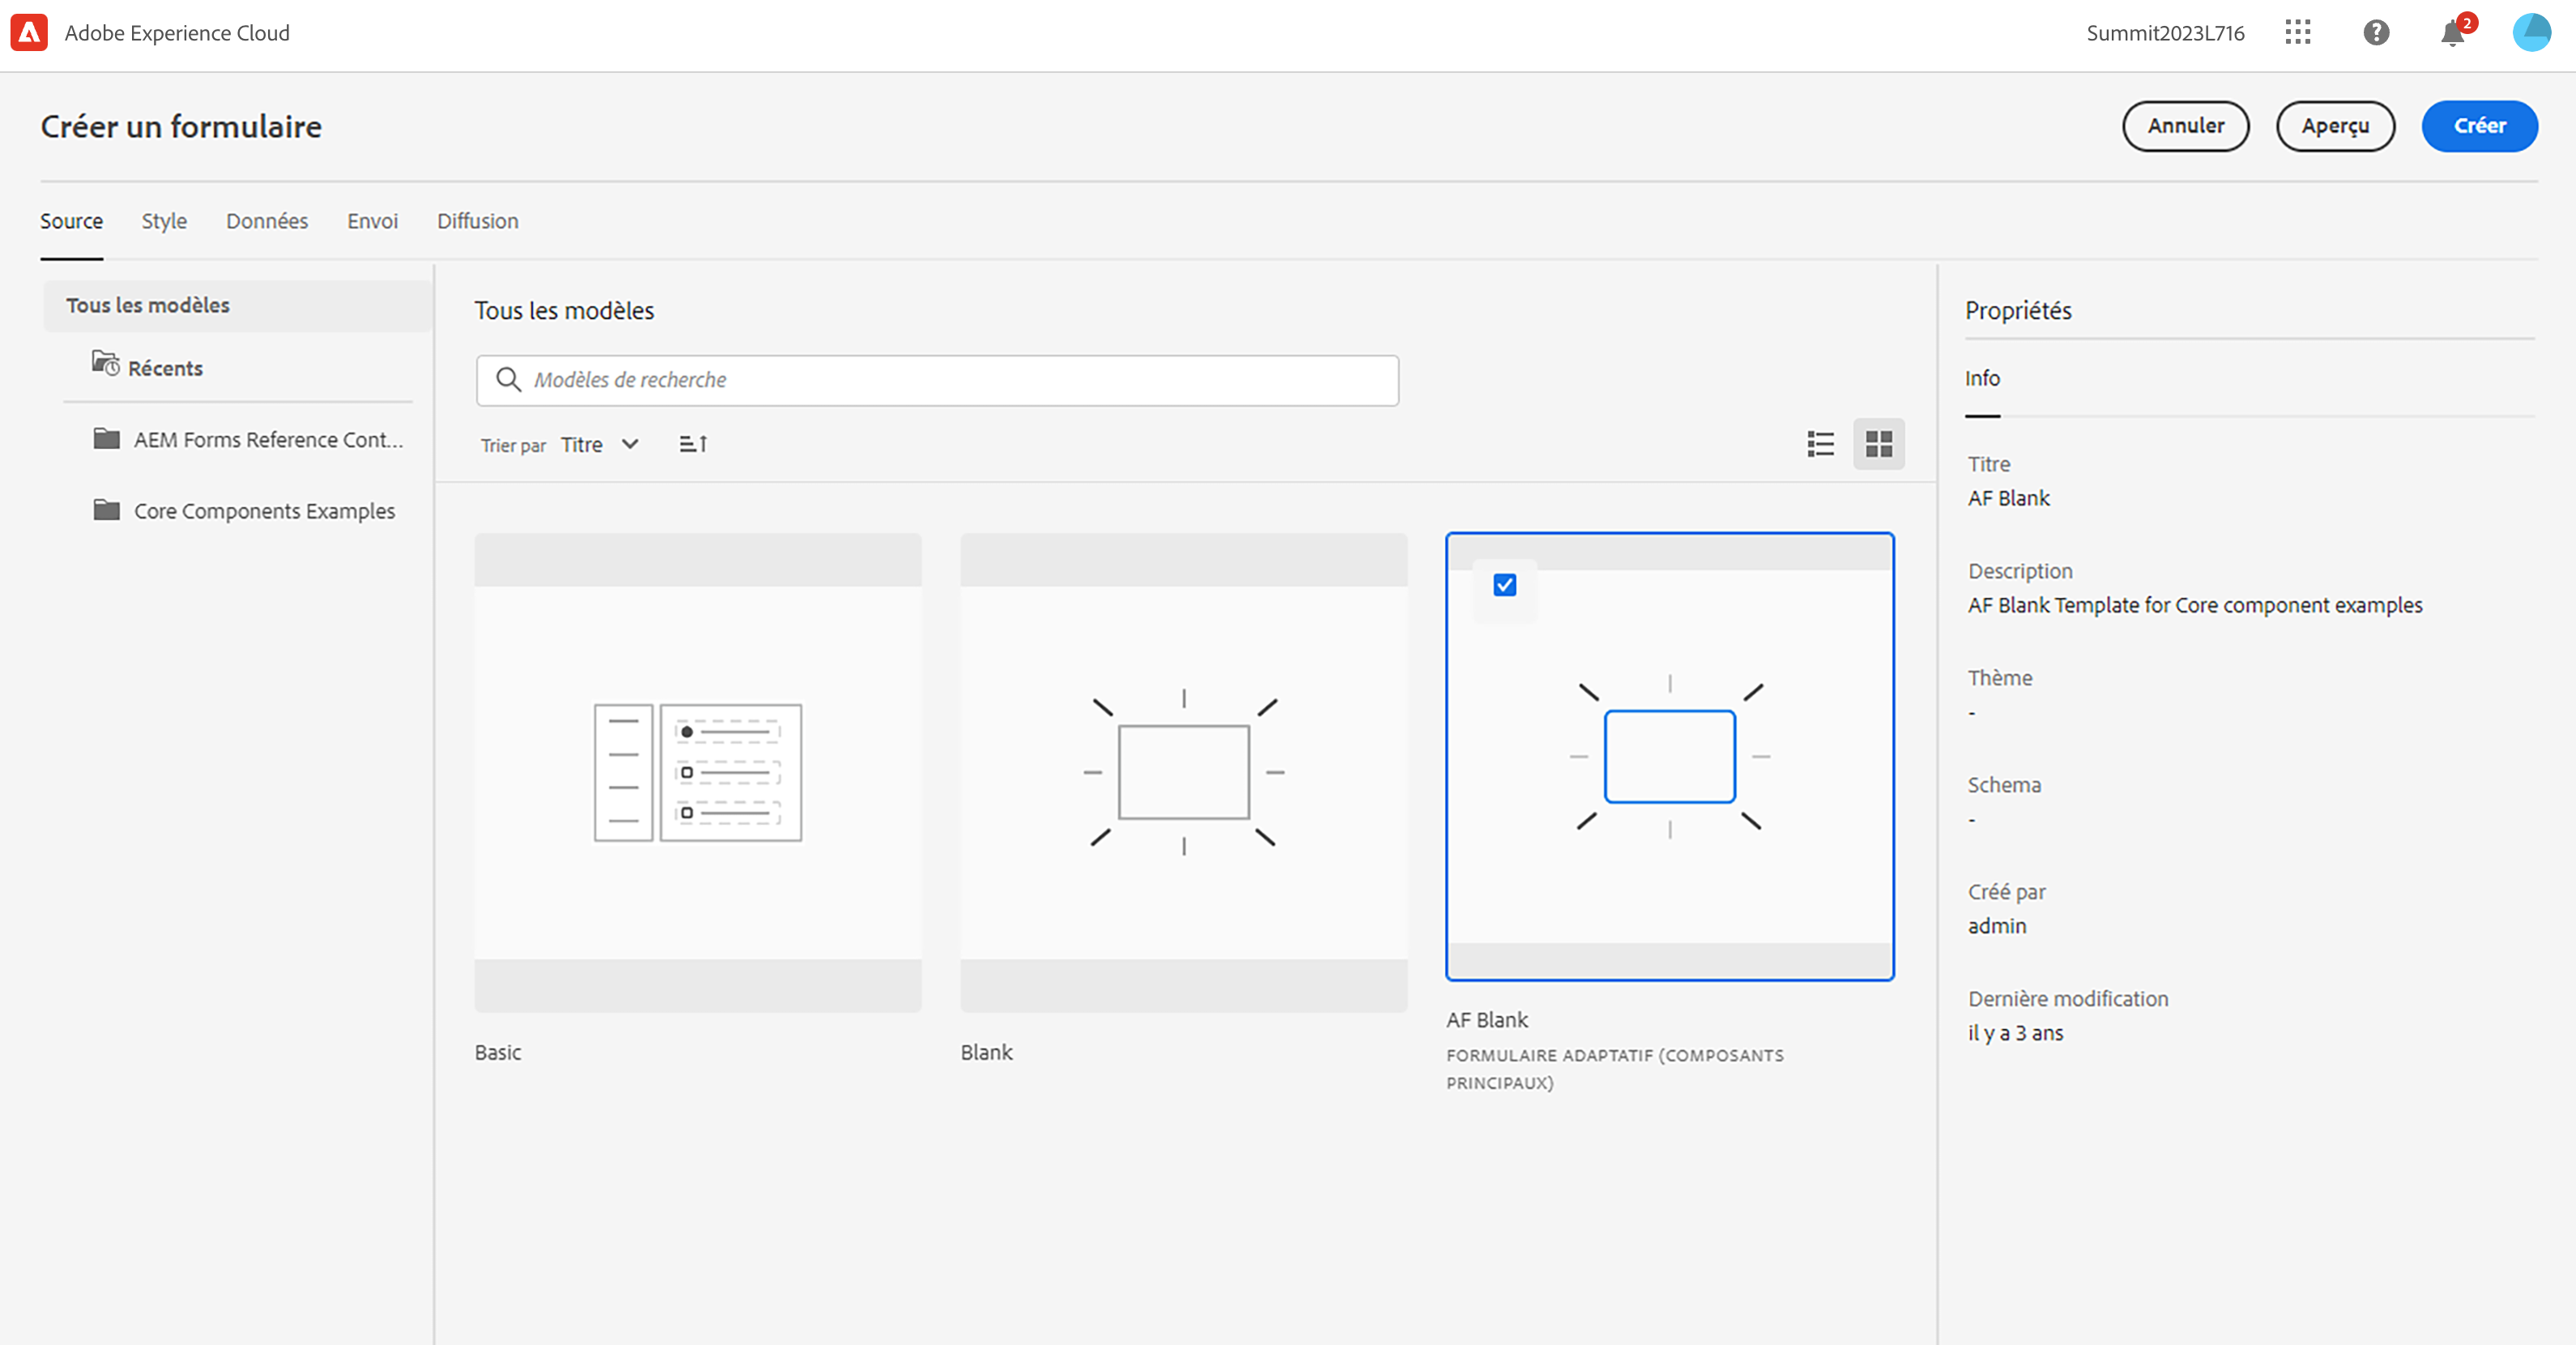 Adobe Experience Cloud
Summit2023L716
2
Créer un formulaire
Annuler
Aperçu
Créer
Source
Style
Données
Envoi
Diffusion
Tous les modèles
Récents
AEM Forms Reference Cont...
Core Components Examples
Tous les modèles
Modèles de recherche
Trier par
Titre
Basic
Blank
AF Blank
FORMULAIRE ADAPTATIF (COMPOSANTS
PRINCIPAUX)
Propriétés
Info
Titre
AF Blank
Description
AF Blank Template for Core component examples
Thème
-
Schema
-
Créé par
admin
Dernière modification
il y a 3 ans